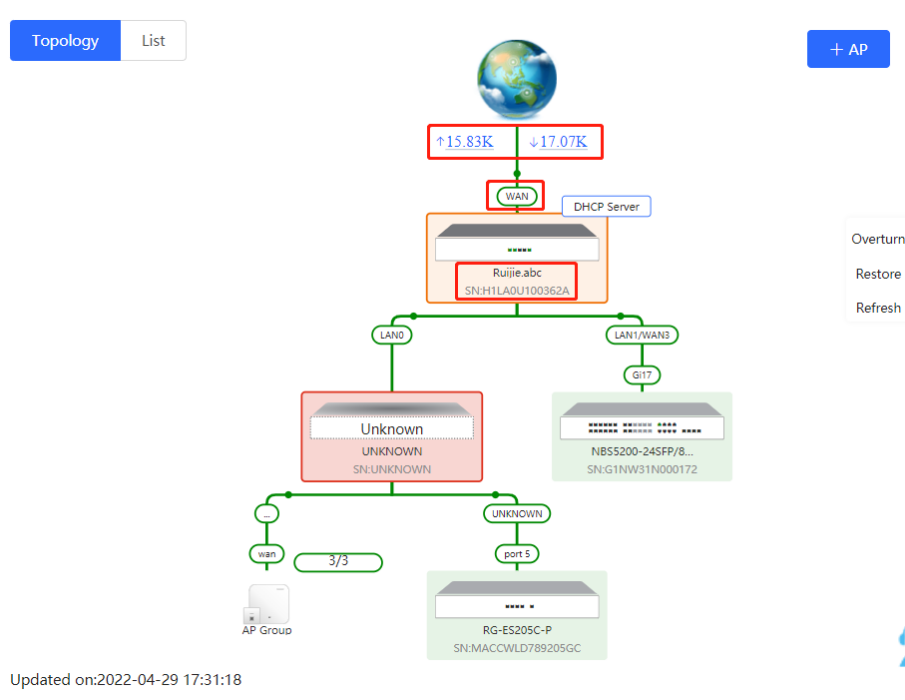 Topology
List
+ AP
↑15.83K
↓17.07K
WAN
DHCP Server
Ruijie.abc
SN:H1LA0U100362A
Overturn
Restore
Refresh
LAN0
LAN1/WAN3
Gi17
Unknown
UNKNOWN
SN:UNKNOWN
NBS5200-24SFP/8...
SN:G1NW31N000172
...
UNKNOWN
wan
3/3
port 5
AP Group
RG-ES205C-P
SN:MACCWLD789205GC
Updated on:2022-04-29 17:31:18